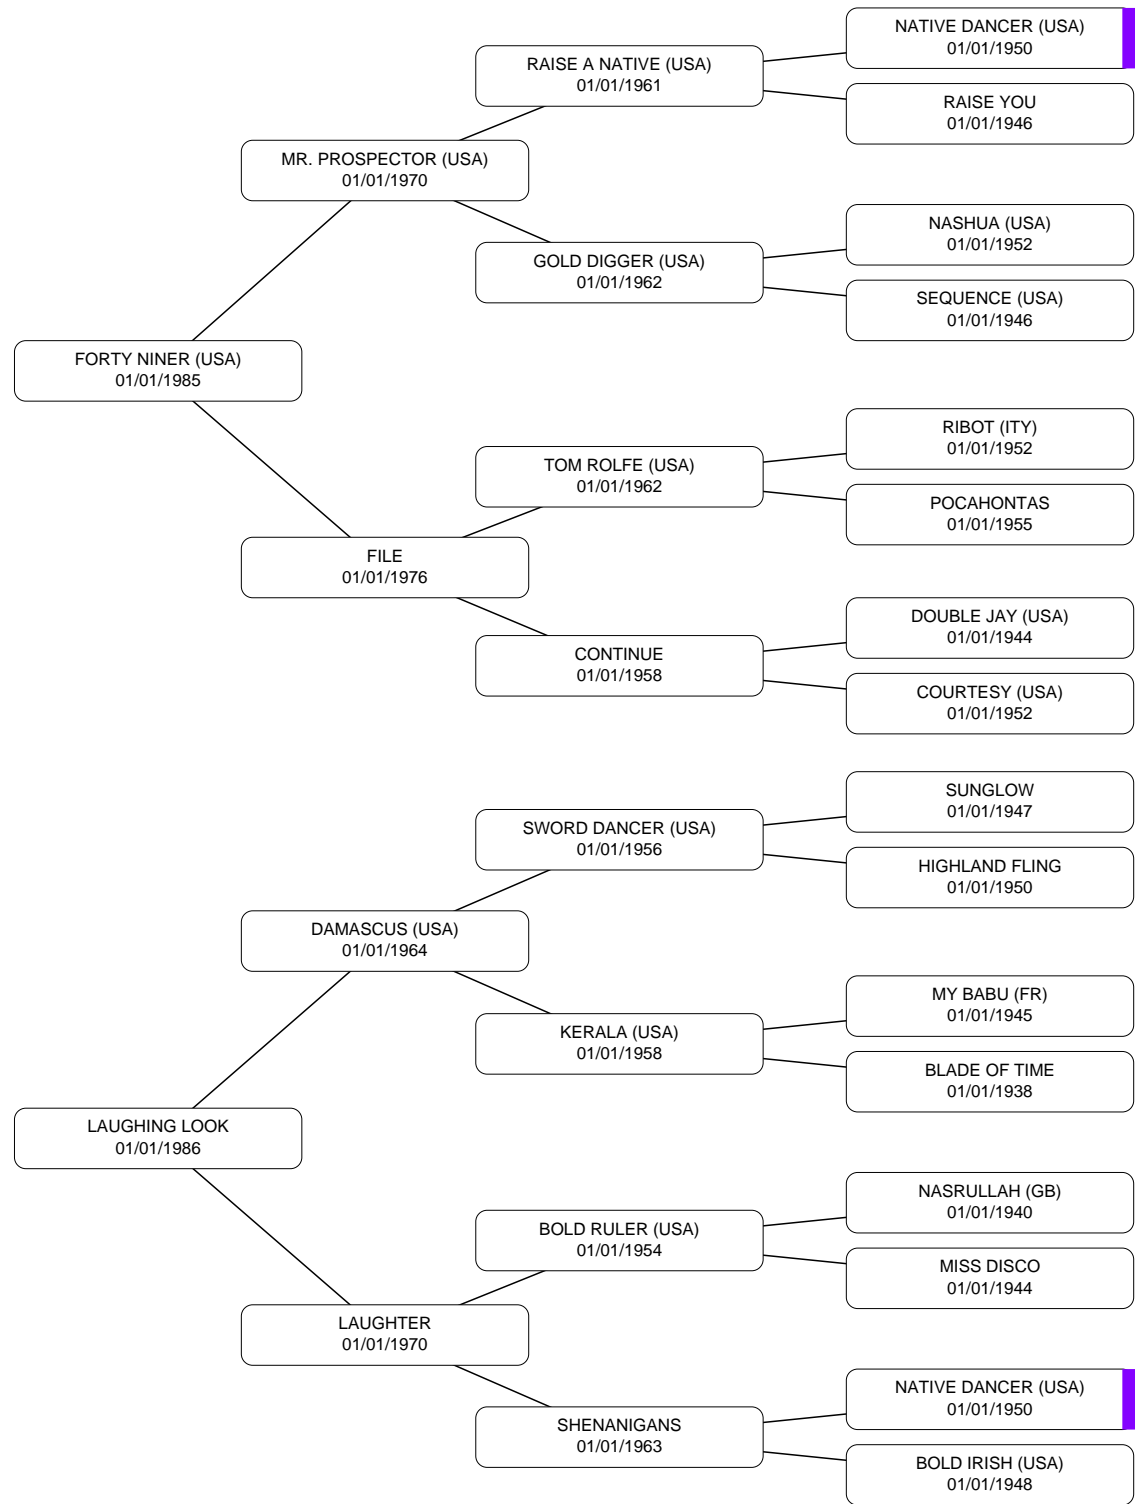 NATIVE DANCER (USA)
01/01/1950
RAISE A NATIVE (USA)
01/01/1961
RAISE YOU
01/01/1946
MR. PROSPECTOR (USA)
01/01/1970
NASHUA (USA)
01/01/1952
GOLD DIGGER (USA)
01/01/1962
SEQUENCE (USA)
01/01/1946
FORTY NINER (USA)
01/01/1985
RIBOT (ITY)
01/01/1952
TOM ROLFE (USA)
01/01/1962
POCAHONTAS
01/01/1955
FILE
01/01/1976
DOUBLE JAY (USA)
01/01/1944
CONTINUE
01/01/1958
COURTESY (USA)
01/01/1952
SUNGLOW
01/01/1947
SWORD DANCER (USA)
01/01/1956
HIGHLAND FLING
01/01/1950
DAMASCUS (USA)
01/01/1964
MY BABU (FR)
01/01/1945
KERALA (USA)
01/01/1958
BLADE OF TIME
01/01/1938
LAUGHING LOOK
01/01/1986
NASRULLAH (GB)
01/01/1940
BOLD RULER (USA)
01/01/1954
MISS DISCO
01/01/1944
LAUGHTER
01/01/1970
NATIVE DANCER (USA)
01/01/1950
SHENANIGANS
01/01/1963
BOLD IRISH (USA)
01/01/1948